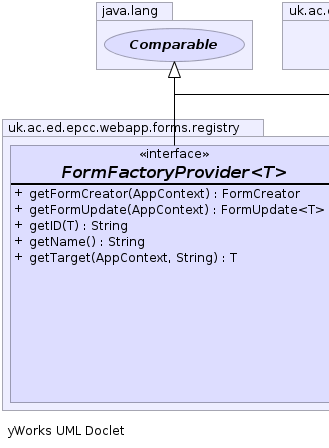 java.lang
uk.ac.e
Comparable
uk.ac.ed.epcc.webapp.forms.registry
«interface»
FormFactoryProvider<T>
+ getFormCreator(AppContext) : FormCreator
+ getFormUpdate(AppContext) : FormUpdate<T>
+ getID(T) : String
+ getName() : String
+ getTarget(AppContext, String) : T
yWorks UML Doclet